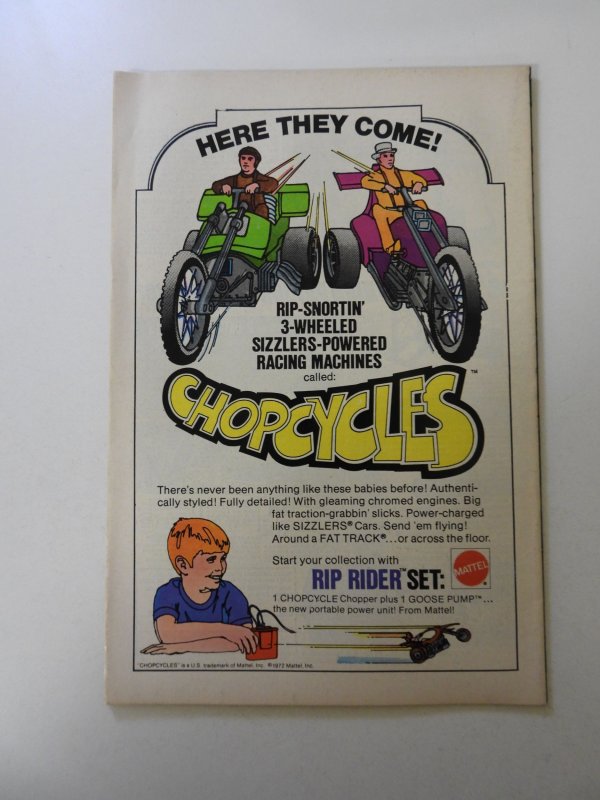 HERE THEY COME!
RIP-SNORTIN'
3-WHEELED
SIZZLERS-POWERED
RACING MACHINES
called:
CHOPCYCLES™
There's never been anything like these babies before! Authenti-
cally styled! Fully detailed! With gleaming chromed engines. Big
fat traction-grabbin' slicks. Power-charged
like SIZZLERS® Cars. Send 'em flying!
Around a FAT TRACK®...or across the floor.
Start your collection with
RIP RIDER™ SET:
MATTEL®
1 CHOPCYCLE Chopper plus 1 GOOSE PUMP™...
the new portable power unit! From Mattel!
"CHOPCYCLES" is a U.S. trademark of Mattel, Inc. ©1972 Mattel, Inc.